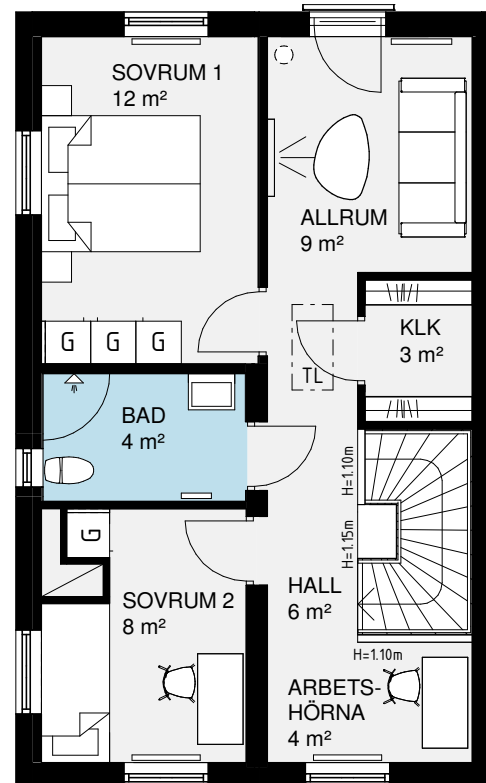 SOVRUM 1
12 m²
ALLRUM
9 m²
G G G
TL
KLK
3 m²
BAD
4 m²
H=1.10m
H=1.15m
G
SOVRUM 2
8 m²
HALL
6 m²
H=1.10m
ARBETS-
HÖRNA
4 m²